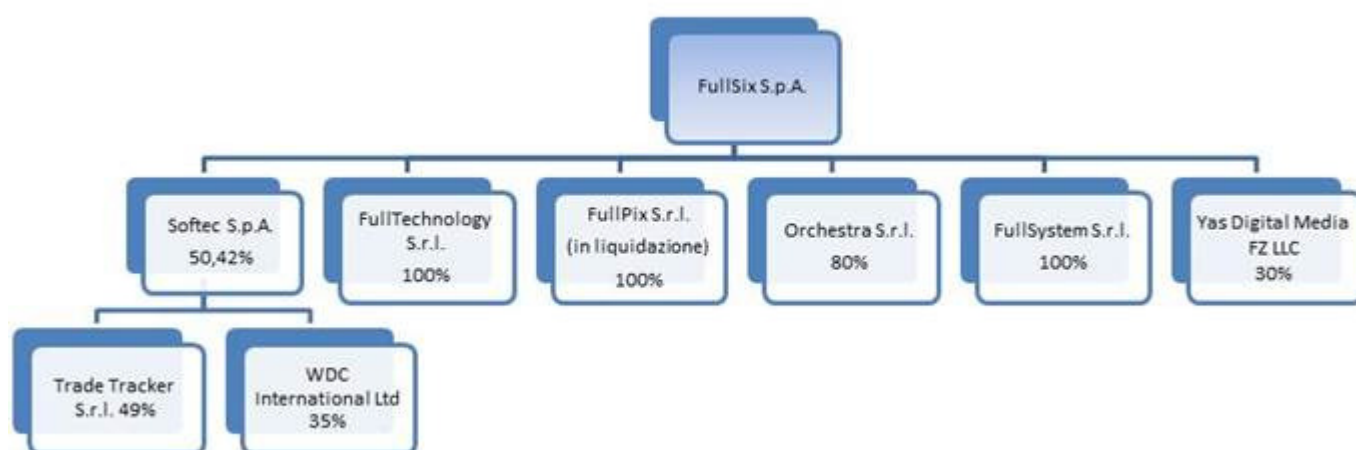 FullSix S.p.A.
Softec S.p.A.
50,42%
FullTechnology
S.r.l.
100%
FullPix S.r.l.
(in liquidazione)
100%
Orchestra S.r.l.
80%
FullSystem S.r.l.
100%
Yas Digital Media
FZ LLC
30%
Trade Tracker
S.r.l. 49%
WDC
International Ltd
35%